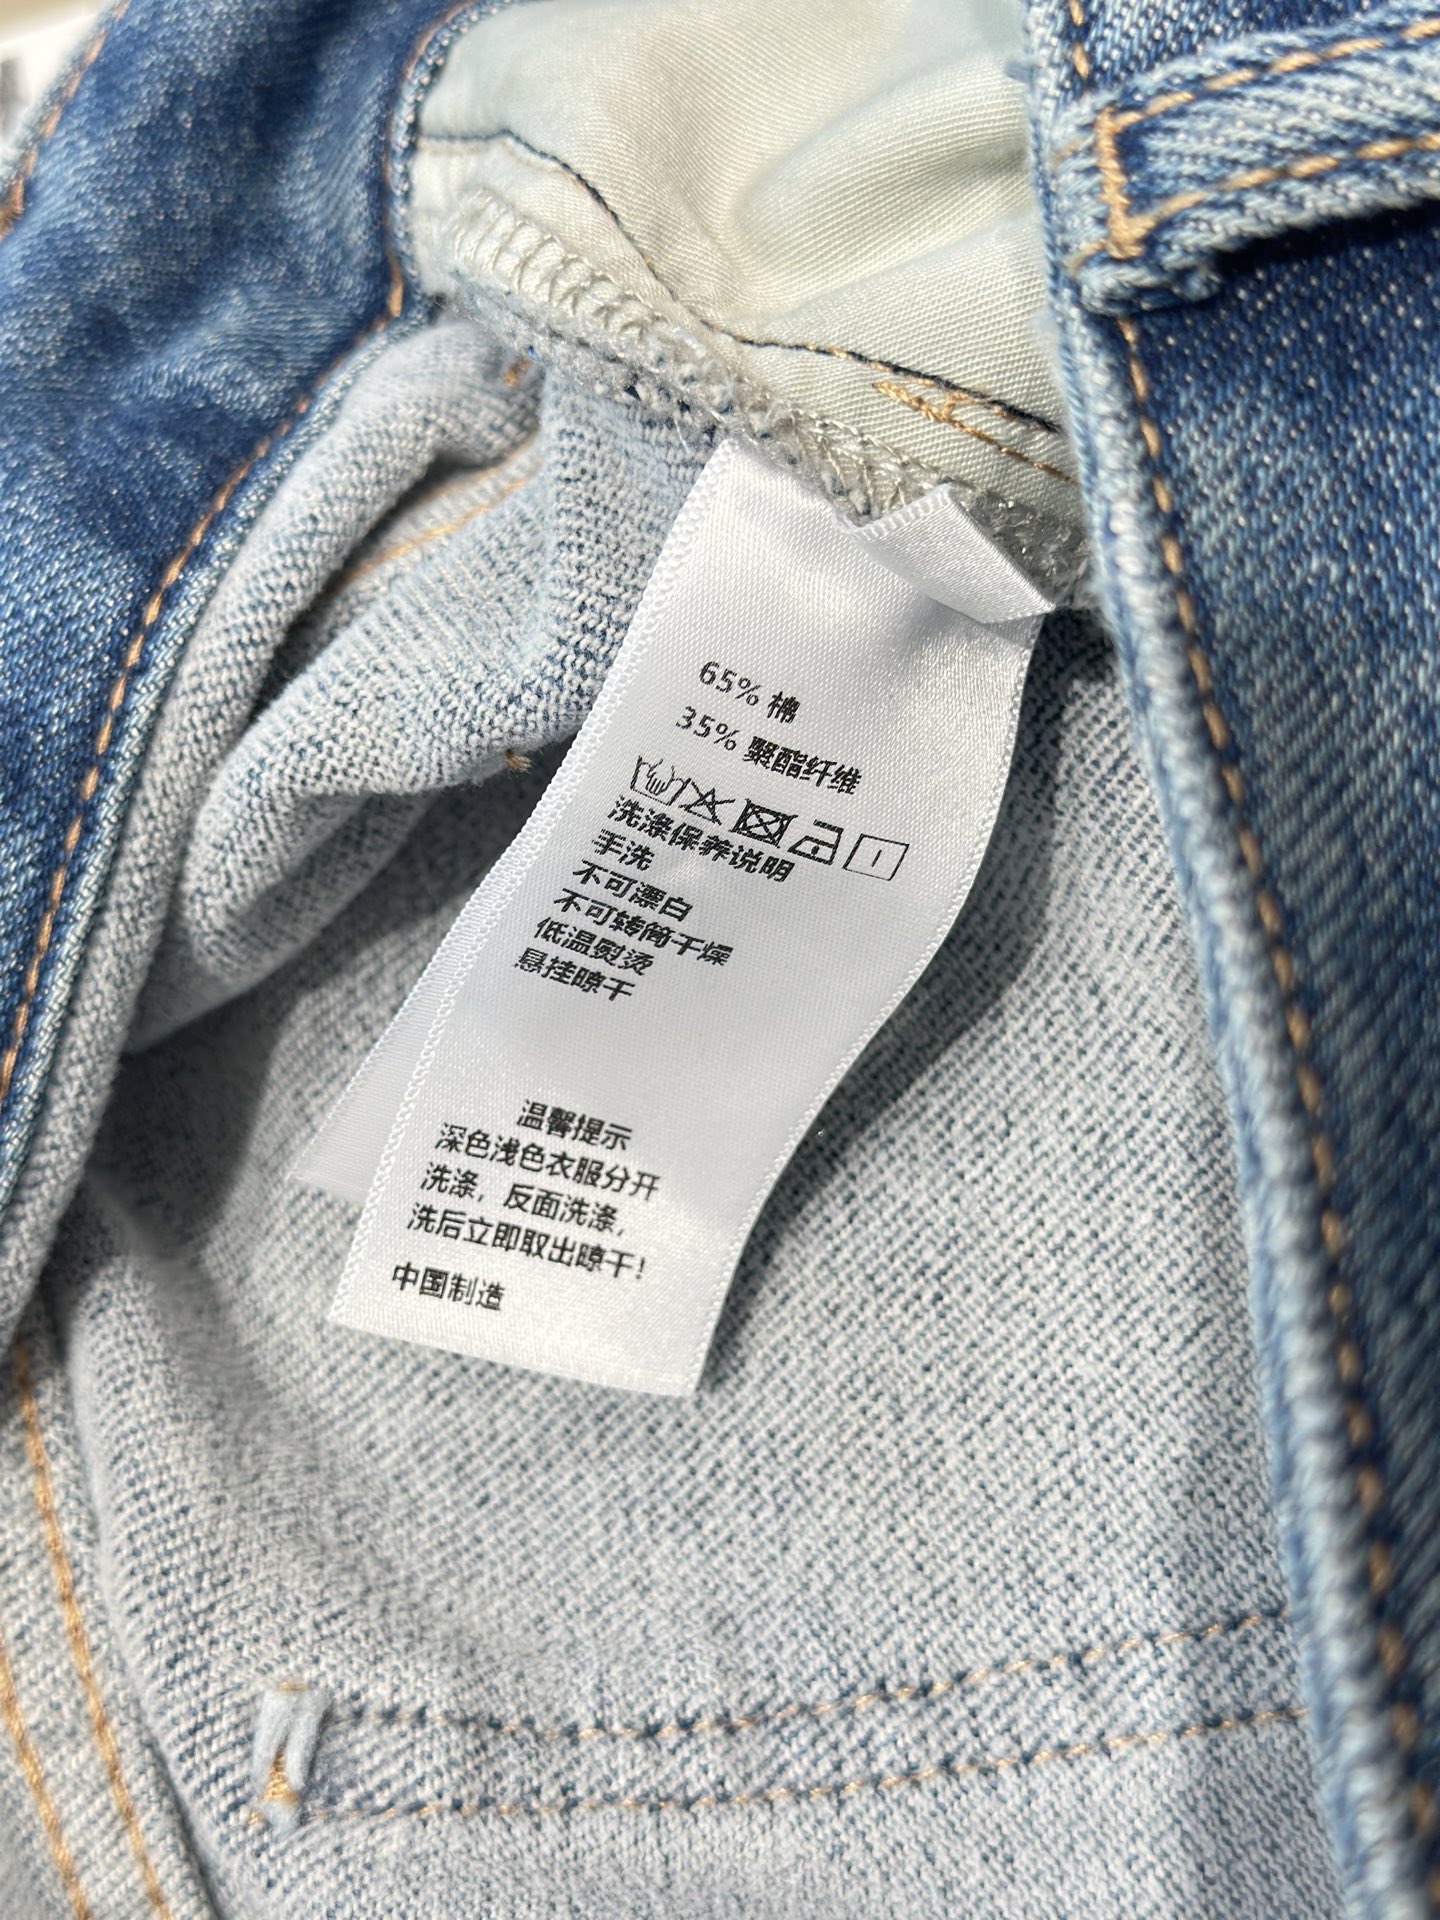 65% 棉
35% 聚酯纤维
洗涤保养说明
手洗
不可漂白
不可转筒干燥
低温熨烫
悬挂晾干
温馨提示
深色浅色衣服分开
洗涤，反面洗涤，
洗后立即取出晾干！
中国制造